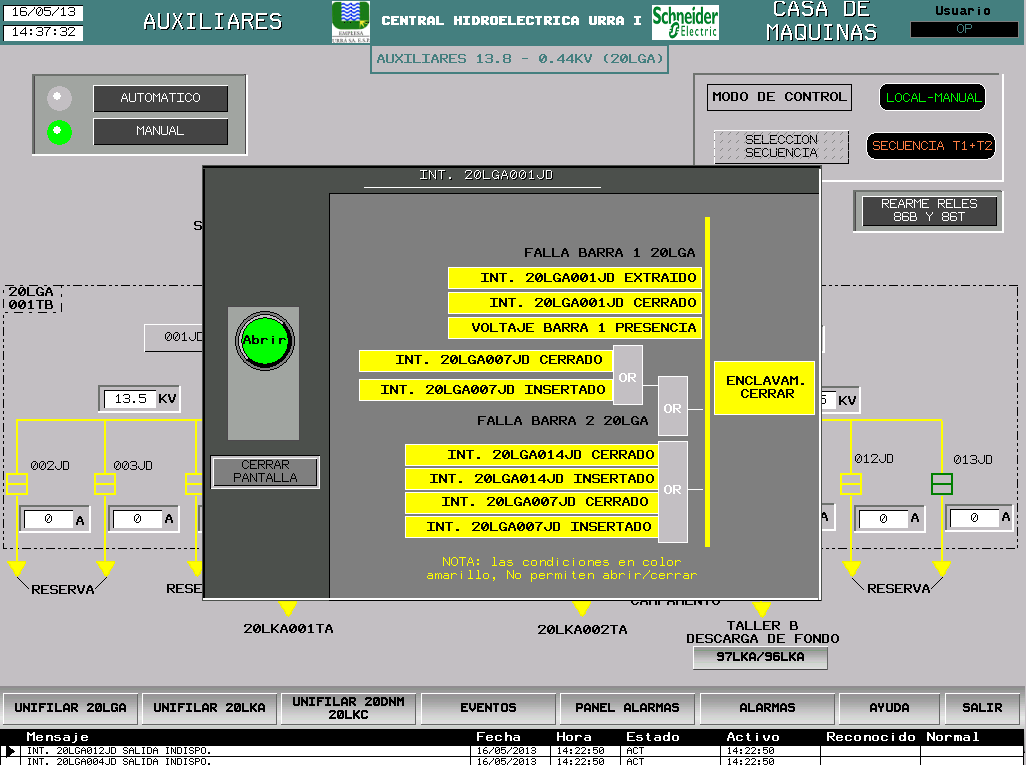 16/05/13
14:37:32
AUXILIARES
EMPRESA
URRA S.A. E.S.P.
CENTRAL HIDROELECTRICA URRA I
Schneider
Electric
CASA DE
MAQUINAS
Usuario
OP
AUXILIARES 13.8 - 0.44KV (20LGA)
AUTOMATICO
MANUAL
MODO DE CONTROL
LOCAL-MANUAL
SELECCION
SECUENCIA
SECUENCIA T1+T2
REARME RELES
86B Y 86T
INT. 20LGA001JD
S
20LGA
001TB
001JD
FALLA BARRA 1 20LGA
INT. 20LGA001JD EXTRAIDO
INT. 20LGA001JD CERRADO
VOLTAJE BARRA 1 PRESENCIA
Abrir
INT. 20LGA007JD CERRADO
OR
INT. 20LGA007JD INSERTADO
OR
FALLA BARRA 2 20LGA
ENCLAVAM.
CERRAR
INT. 20LGA014JD CERRADO
INT. 20LGA014JD INSERTADO
OR
INT. 20LGA007JD CERRADO
INT. 20LGA007JD INSERTADO
CERRAR
PANTALLA
NOTA: las condiciones en color
amarillo, No permiten abrir/cerrar
13.5 KV
5 KV
002JD
003JD
012JD
013JD
0 A
0 A
A
0 A
0 A
RESERVA
RESE
CAMPAMENTO
RESERVA
20LKA001TA
20LKA002TA
TALLER B
DESCARGA DE FONDO
97LKA/96LKA
UNIFILAR 20LGA
UNIFILAR 20LKA
UNIFILAR 20DNM
20LKC
EVENTOS
PANEL ALARMAS
ALARMAS
AYUDA
SALIR
Mensaje Fecha Hora Estado Activo Reconocido Normal
INT. 20LGA012JD SALIDA INDISPO. 16/05/2013 14:22:50 ACT 14:22:50
INT. 20LGA004JD SALIDA INDISPO. 16/05/2013 14:22:50 ACT 14:22:50